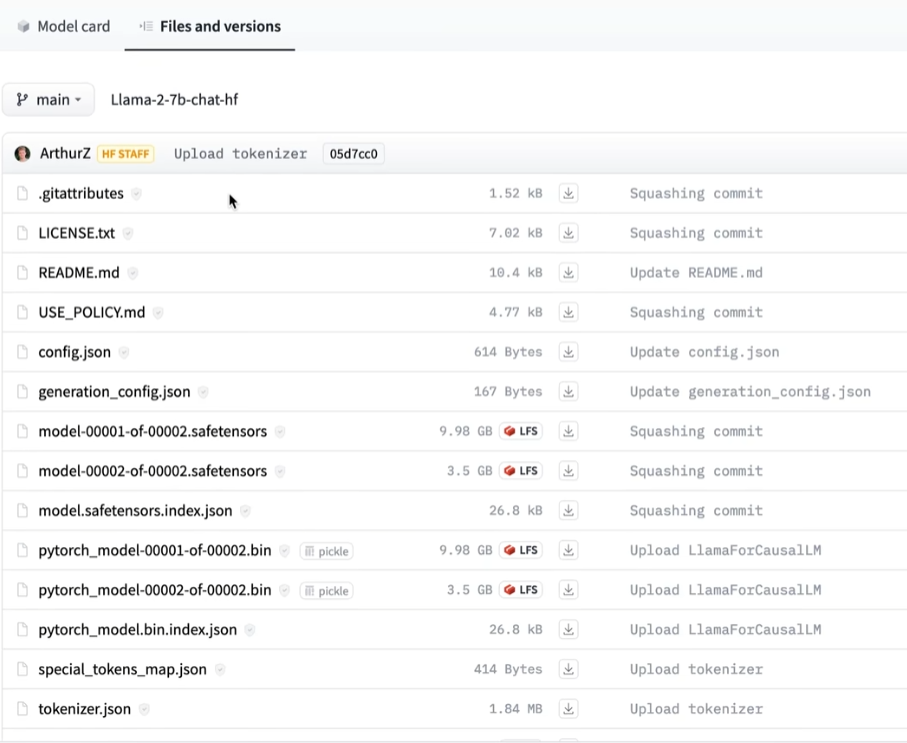 Model card Files and versions
main Llama-2-7b-chat-hf
ArthurZ HF STAFF Upload tokenizer 05d7cc0
.gitattributes 1.52 kB Squashing commit
LICENSE.txt 7.02 kB Squashing commit
README.md 10.4 kB Update README.md
USE_POLICY.md 4.77 kB Squashing commit
config.json 614 Bytes Update config.json
generation_config.json 167 Bytes Update generation_config.json
model-00001-of-00002.safetensors 9.98 GB LFS Squashing commit
model-00002-of-00002.safetensors 3.5 GB LFS Squashing commit
model.safetensors.index.json 26.8 kB Squashing commit
pytorch_model-00001-of-00002.bin pickle 9.98 GB LFS Upload LlamaForCausalLM
pytorch_model-00002-of-00002.bin pickle 3.5 GB LFS Upload LlamaForCausalLM
pytorch_model.bin.index.json 26.8 kB Upload LlamaForCausalLM
special_tokens_map.json 414 Bytes Upload tokenizer
tokenizer.json 1.84 MB Upload tokenizer